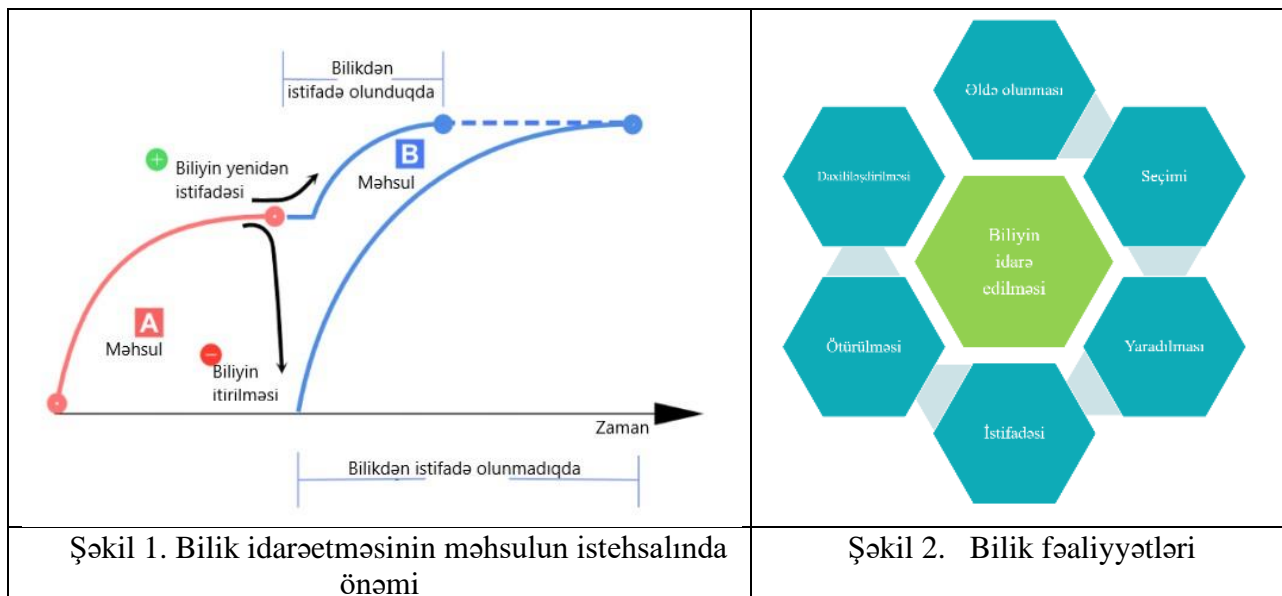 Bilikdən
istifadə olunduqda
Biliyin yenidən
istifadəsi
B
Məhsul
A
Məhsul
Biliyin
itirilməsi
Zaman
Bilikdən istifadə olunmadıqda
Şəkil 1. Bilik idarəetməsinin məhsulun istehsalında
önəmi
Əldə olunması
Daxililəşdirilməsi
Seçimi
Biliyin
idarə
edilməsi
Ötürülməsi
Yaradılması
İstifadəsi
Şəkil 2. Bilik fəaliyyətləri